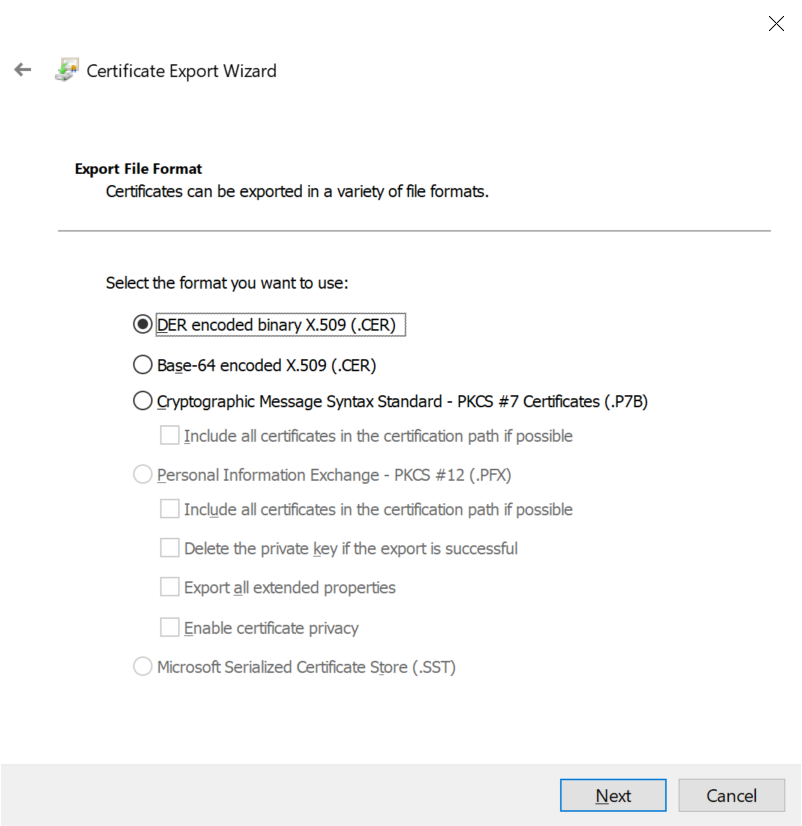 Certificate Export Wizard
Export File Format
Certificates can be exported in a variety of file formats.
Select the format you want to use:
DER encoded binary X.509 (.CER)
Base-64 encoded X.509 (.CER)
Cryptographic Message Syntax Standard - PKCS #7 Certificates (.P7B)
Include all certificates in the certification path if possible
Personal Information Exchange - PKCS #12 (.PFX)
Include all certificates in the certification path if possible
Delete the private key if the export is successful
Export all extended properties
Enable certificate privacy
Microsoft Serialized Certificate Store (.SST)
Next Cancel